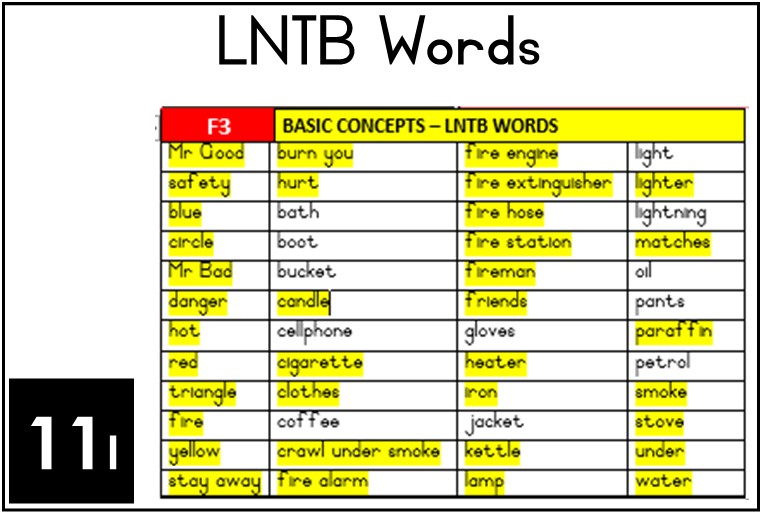 LNTB Words
F3 BASIC CONCEPTS – LNTB WORDS
Mr Good burn you fire engine light
safety hurt fire extinguisher lighter
blue bath fire hose lightning
circle boot fire station matches
Mr Bad bucket fireman oil
danger candle friends pants
hot cellphone gloves paraffin
red cigarette heater petrol
triangle clothes iron smoke
fire coffee jacket stove
yellow crawl under smoke kettle under
stay away fire alarm lamp water
11l